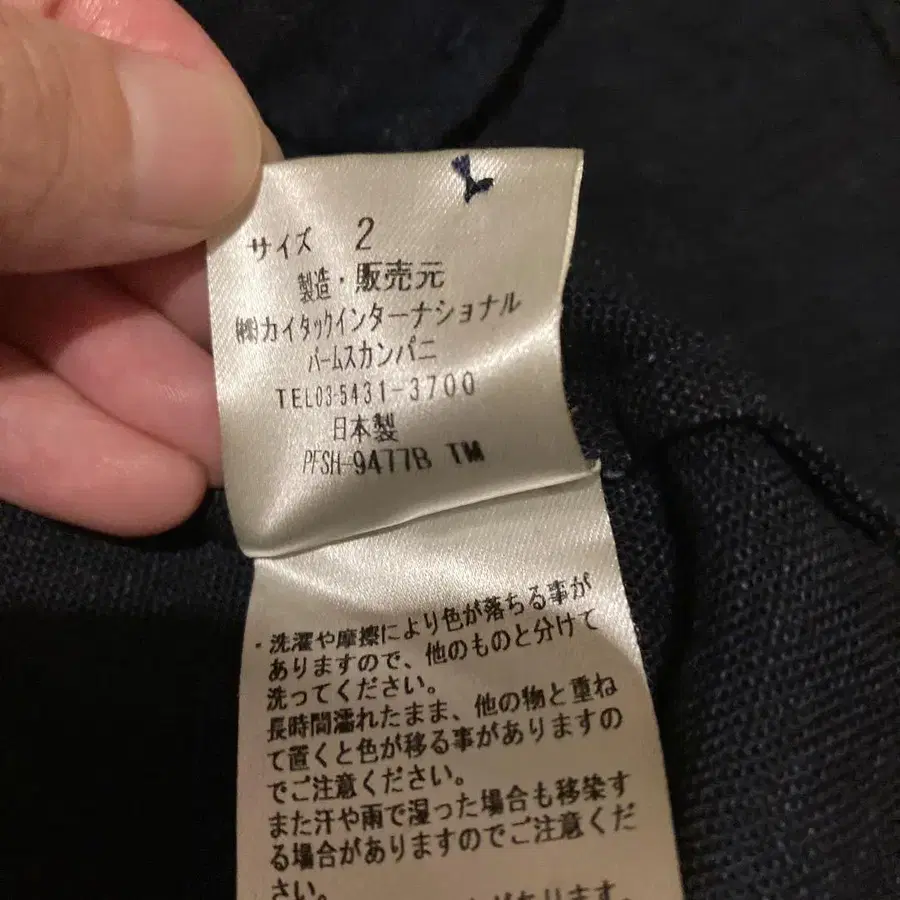 サイズ 2
製造・販売元
㈱カイタックインターナショナル
パームスカンパニ
TEL03-5431-3700
日本製
PFSH-9477B TM
・洗濯や摩擦により色が落ちる事が
ありますので、他のものと分けて
洗ってください。
長時間濡れたまま、他の物と重ね
て置くと色が移る事がありますの
でご注意ください。
また汗や雨で湿った場合も移染す
る場合がありますのでご注意くだ
さい。
があります。